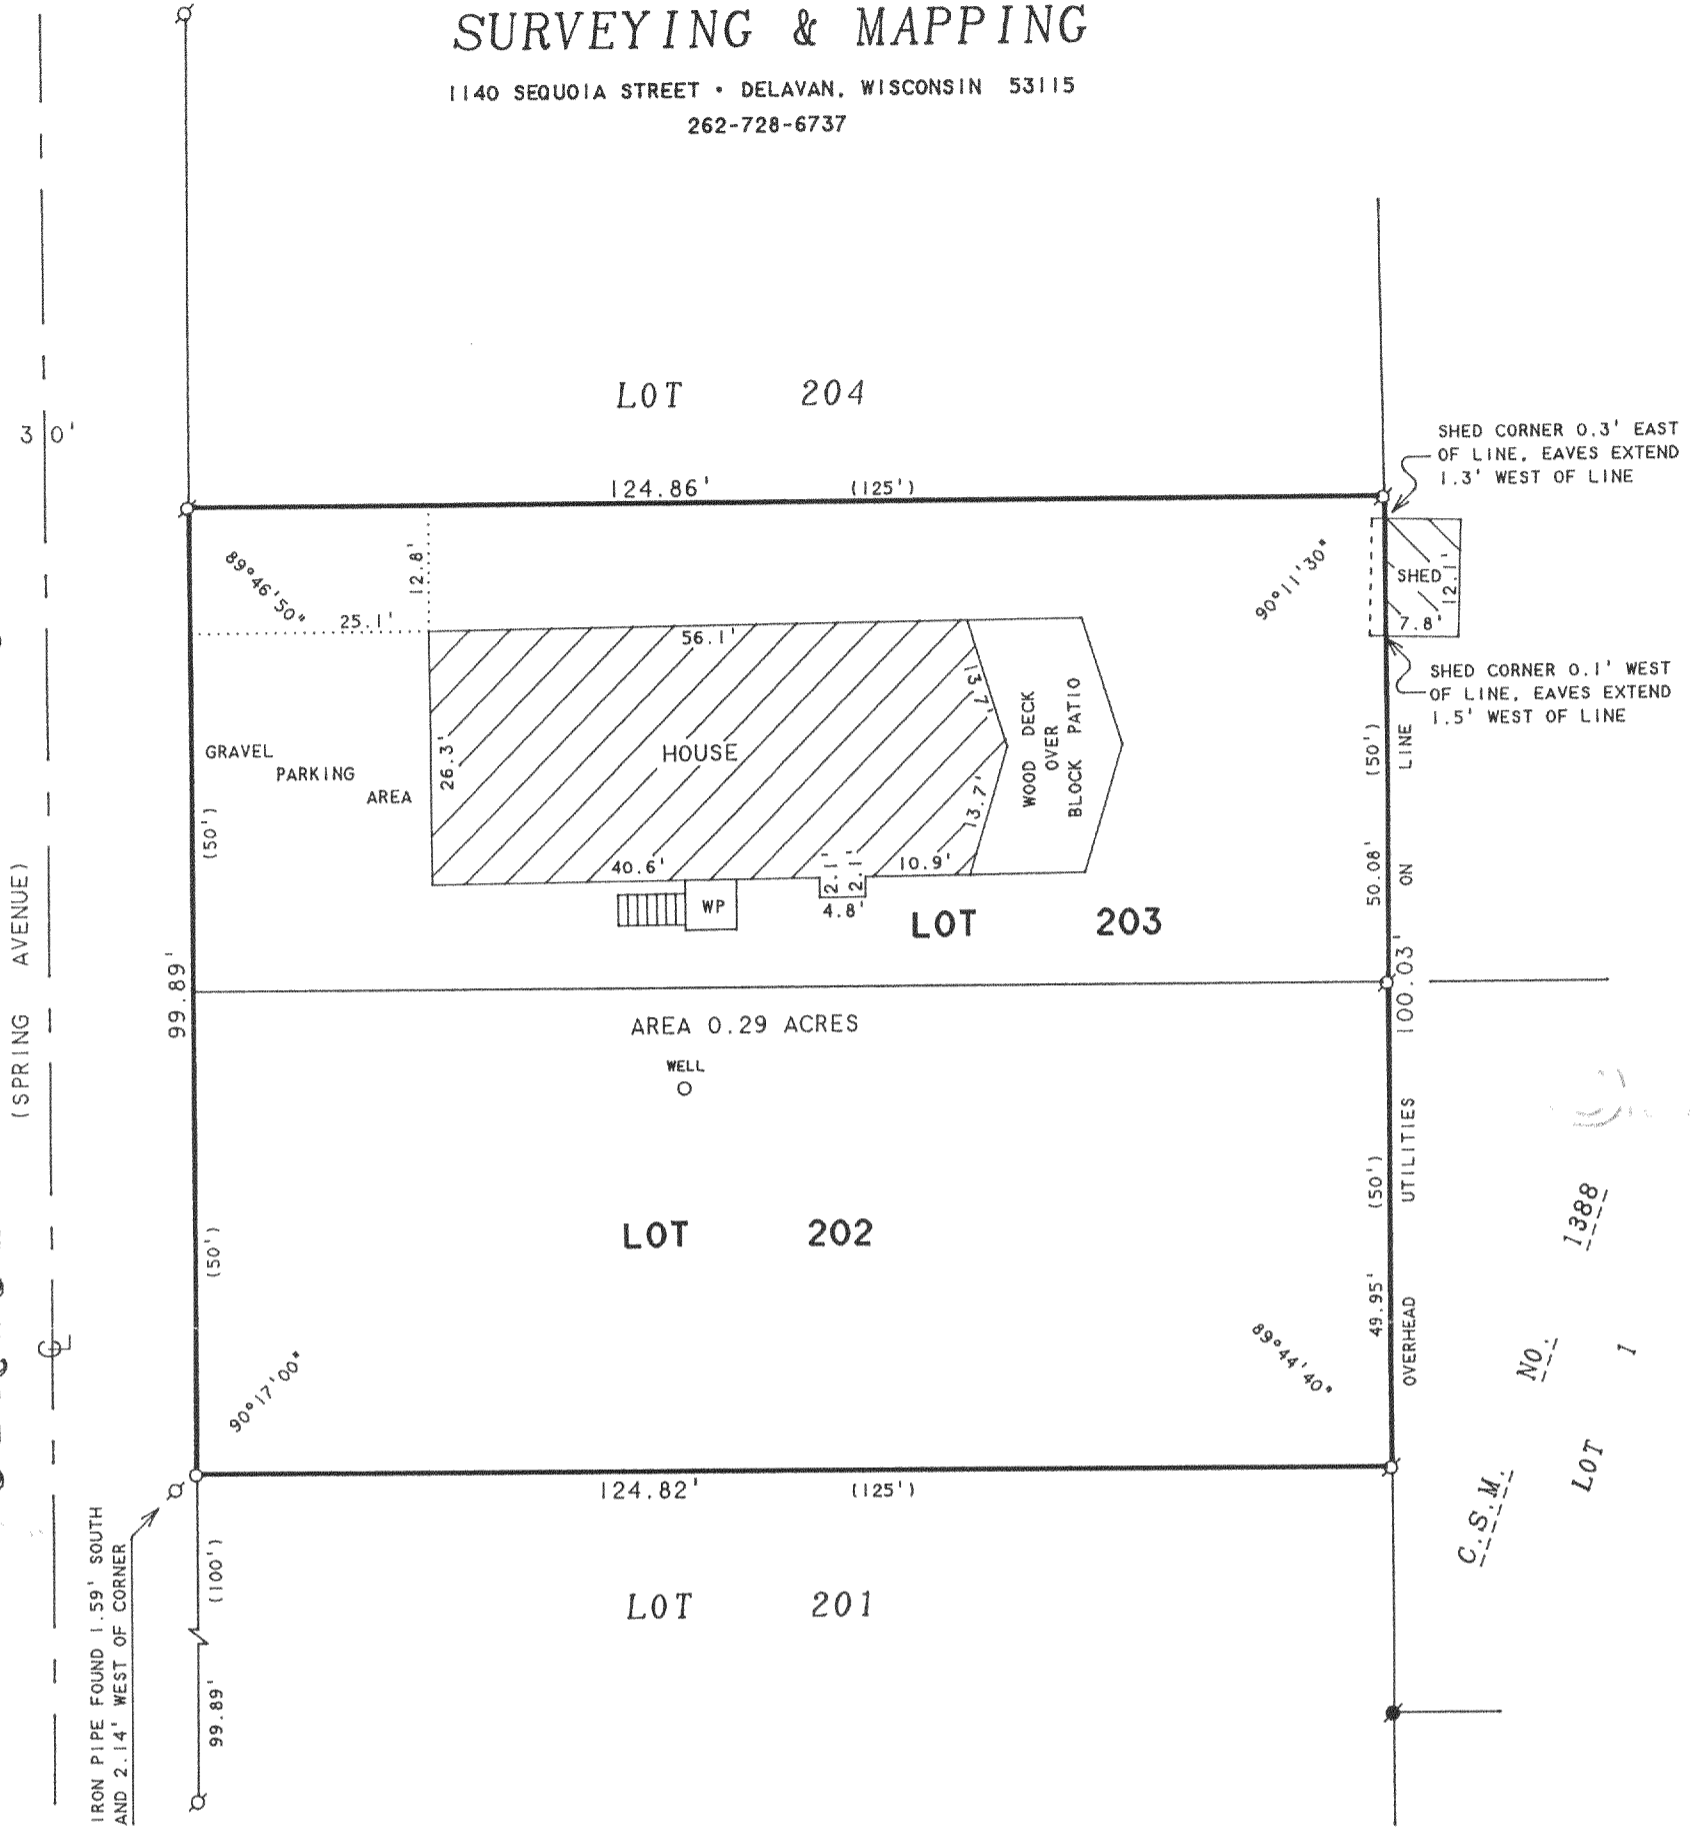 SURVEYING & MAPPING
1140 SEQUOIA STREET • DELAVAN, WISCONSIN 53115
262-728-6737
LOT 204
30'
SHED CORNER 0.3' EAST
OF LINE, EAVES EXTEND
1.3' WEST OF LINE
124.86' (125')
89°46'50"
12.8'
25.1'
90°11'30"
SHED
12.1'
7.8'
SHED CORNER 0.1' WEST
OF LINE, EAVES EXTEND
1.5' WEST OF LINE
56.1'
13.7'
HOUSE
26.3'
GRAVEL
PARKING
AREA
WOOD DECK
OVER
BLOCK PATIO
13.7'
40.6'
2.1'
2.1'
10.9'
4.8'
WP
(50')
(50')
50.08'
LOT 203
99.89'
100.03'
(SPRING AVENUE)
AREA 0.29 ACRES
WELL
OVERHEAD UTILITIES ON LINE
LOT 202
(50')
(50')
49.95'
90°17'00"
89°44'40"
C.S.M. NO. 1388
LOT 1
CL
124.82' (125')
IRON PIPE FOUND 1.59' SOUTH
AND 2.14' WEST OF CORNER
(100')
99.89'
LOT 201